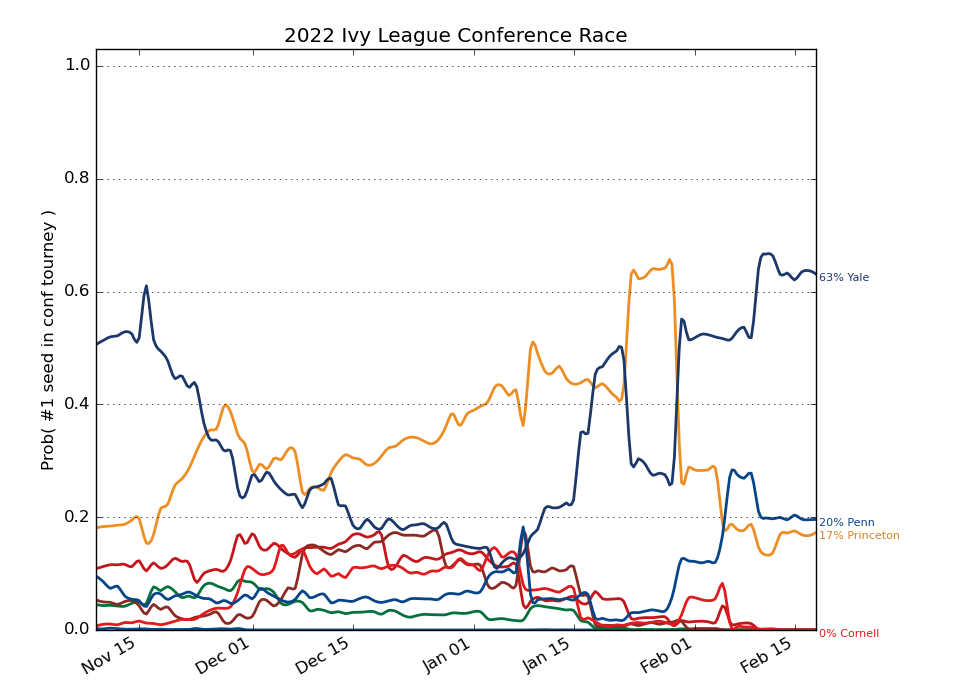 2022 Ivy League Conference Race
Prob( #1 seed in conf tourney )
1.0
0.8
0.6
0.4
0.2
0.0
63% Yale
20% Penn
17% Princeton
0% Cornell
Nov 15
Dec 01
Dec 15
Jan 01
Jan 15
Feb 01
Feb 15